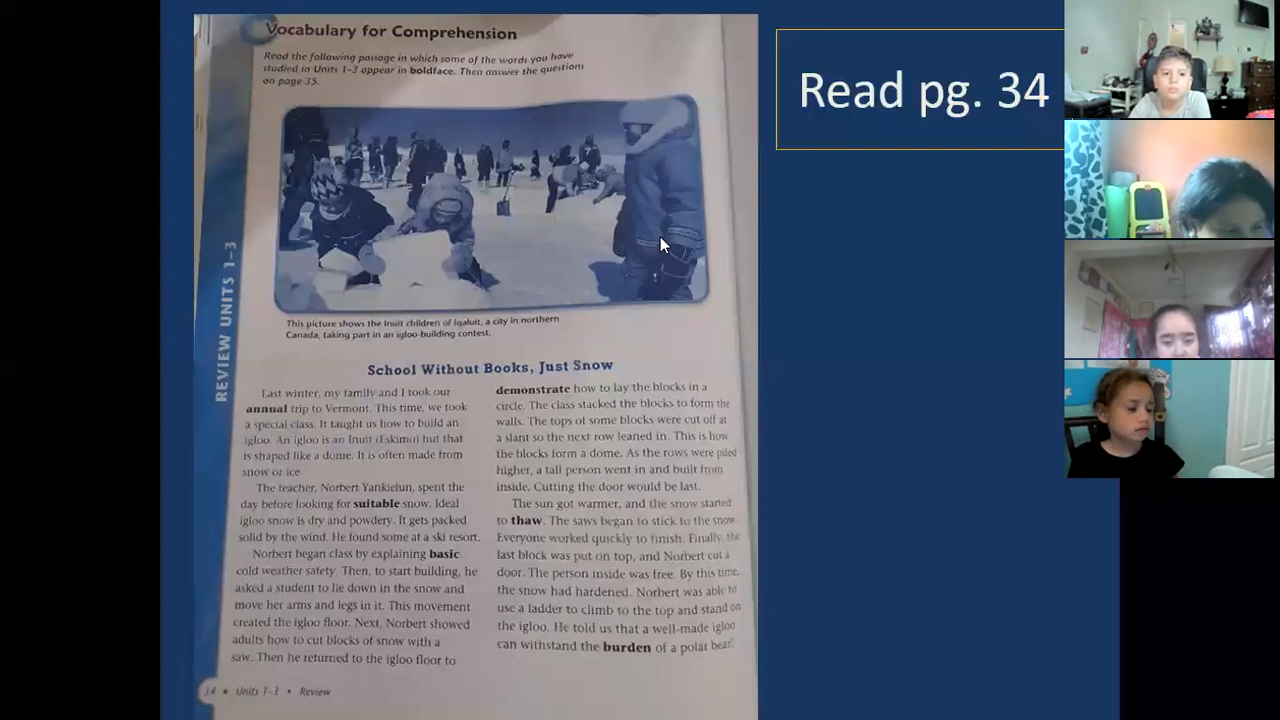 Vocabulary for Comprehension
Read the following passage in which some of the words you have
studied in Units 1–3 appear in boldface. Then answer the questions
on page 35.
Read pg. 34
REVIEW UNITS 1–3
This picture shows the Inuit children of Iqaluit, a city in northern
Canada, taking part in an igloo-building contest.
School Without Books, Just Snow
Last winter, my family and I took our
annual trip to Vermont. This time, we took
a special class. It taught us how to build an
igloo. An igloo is an Inuit (Eskimo) hut that
is shaped like a dome. It is often made from
snow or ice.
The teacher, Norbert Yankielun, spent the
day before looking for suitable snow. Ideal
igloo snow is dry and powdery. It gets packed
solid by the wind. He found some at a ski resort.
Norbert began class by explaining basic
cold weather safety. Then, to start building, he
asked a student to lie down in the snow and
move her arms and legs in it. This movement
created the igloo floor. Next, Norbert showed
adults how to cut blocks of snow with a
saw. Then he returned to the igloo floor to
demonstrate how to lay the blocks in a
circle. The class stacked the blocks to form the
walls. The tops of some blocks were cut off at
a slant so the next row leaned in. This is how
the blocks form a dome. As the rows were piled
higher, a tall person went in and built from
inside. Cutting the door would be last.
The sun got warmer, and the snow started
to thaw. The saws began to stick to the snow.
Everyone worked quickly to finish. Finally, the
last block was put on top, and Norbert cut a
door. The person inside was free. By this time,
the snow had hardened. Norbert was able to
use a ladder to climb to the top and stand on
the igloo. He told us that a well-made igloo
can withstand the burden of a polar bear!
34 ■ Units 1–3 • Review